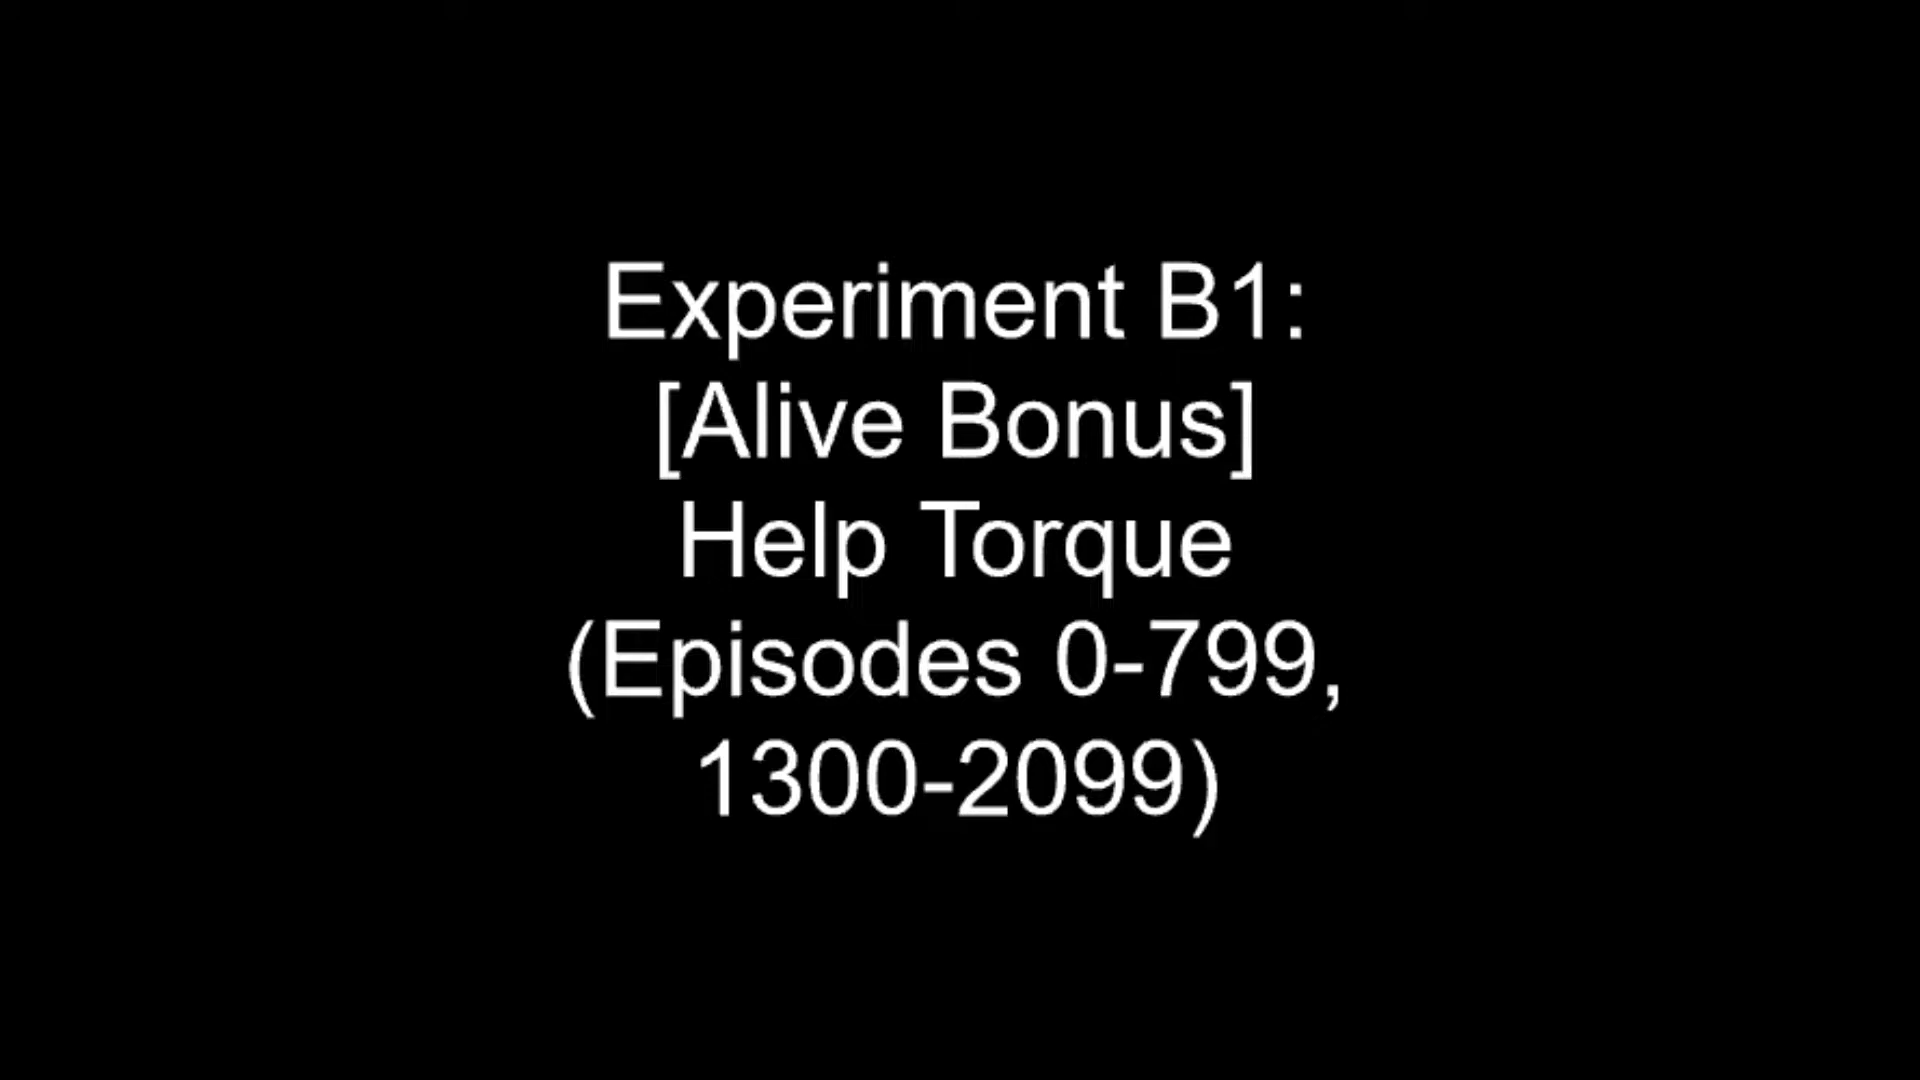 Experiment B1:
[Alive Bonus]
Help Torque
(Episodes 0-799,
1300-2099)